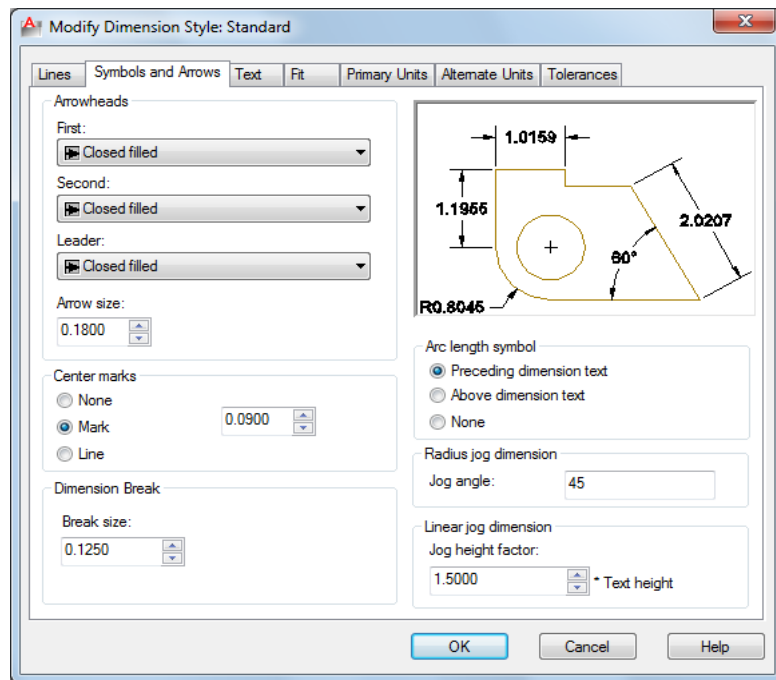 Modify Dimension Style: Standard
Lines Symbols and Arrows Text Fit Primary Units Alternate Units Tolerances
Arrowheads
First:
Closed filled
Second:
Closed filled
Leader:
Closed filled
Arrow size:
0.1800
Center marks
None
Mark
0.0900
Line
Dimension Break
Break size:
0.1250
1.0159
1.1955
2.0207
60°
R0.8045
Arc length symbol
Preceding dimension text
Above dimension text
None
Radius jog dimension
Jog angle: 45
Linear jog dimension
Jog height factor:
1.5000 * Text height
OK Cancel Help